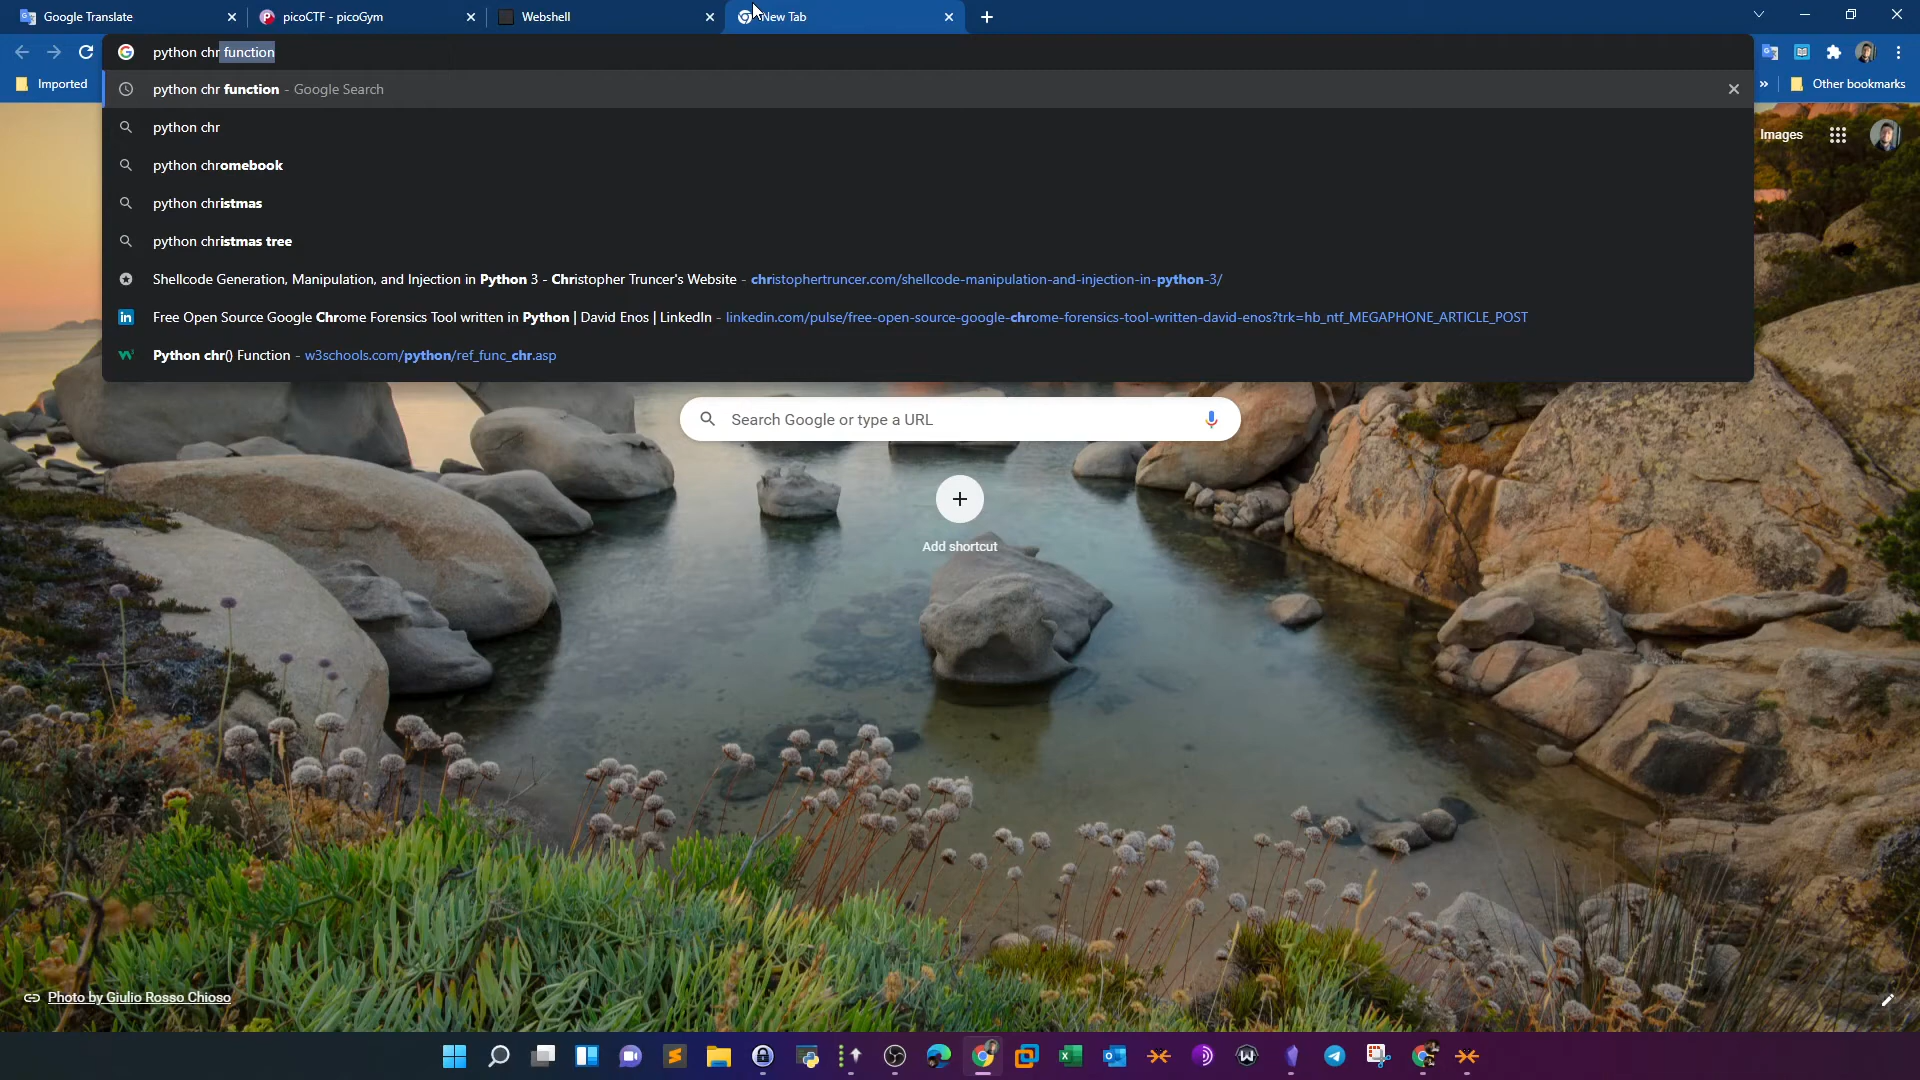 Google Translate
picoCTF - picoGym
Webshell
New Tab
python chr function
Imported
Other bookmarks
python chr function - Google Search
python chr
python chromebook
python christmas
python christmas tree
Shellcode Generation, Manipulation, and Injection in Python 3 - Christopher Truncer's Website - christophertruncer.com/shellcode-manipulation-and-injection-in-python-3/
Free Open Source Google Chrome Forensics Tool written in Python | David Enos | LinkedIn - linkedin.com/pulse/free-open-source-google-chrome-forensics-tool-written-david-enos?trk=hb_ntf_MEGAPHONE_ARTICLE_POST
Python chr() Function - w3schools.com/python/ref_func_chr.asp
Images
Search Google or type a URL
Add shortcut
Photo by Giulio Rosso Chioso